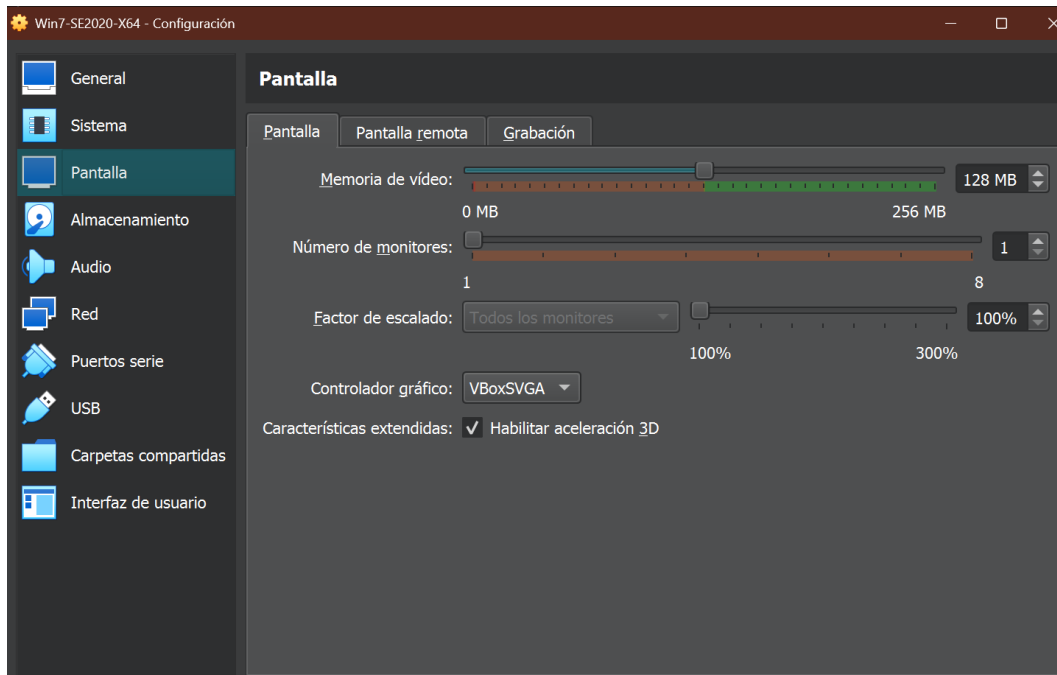 Win7-SE2020-X64 - Configuración
General
Sistema
Pantalla
Almacenamiento
Audio
Red
Puertos serie
USB
Carpetas compartidas
Interfaz de usuario
Pantalla
Pantalla Pantalla remota Grabación
Memoria de vídeo: 128 MB
0 MB 256 MB
Número de monitores: 1
1 8
Factor de escalado: Todos los monitores 100%
100% 300%
Controlador gráfico: VBoxSVGA
Características extendidas: Habilitar aceleración 3D